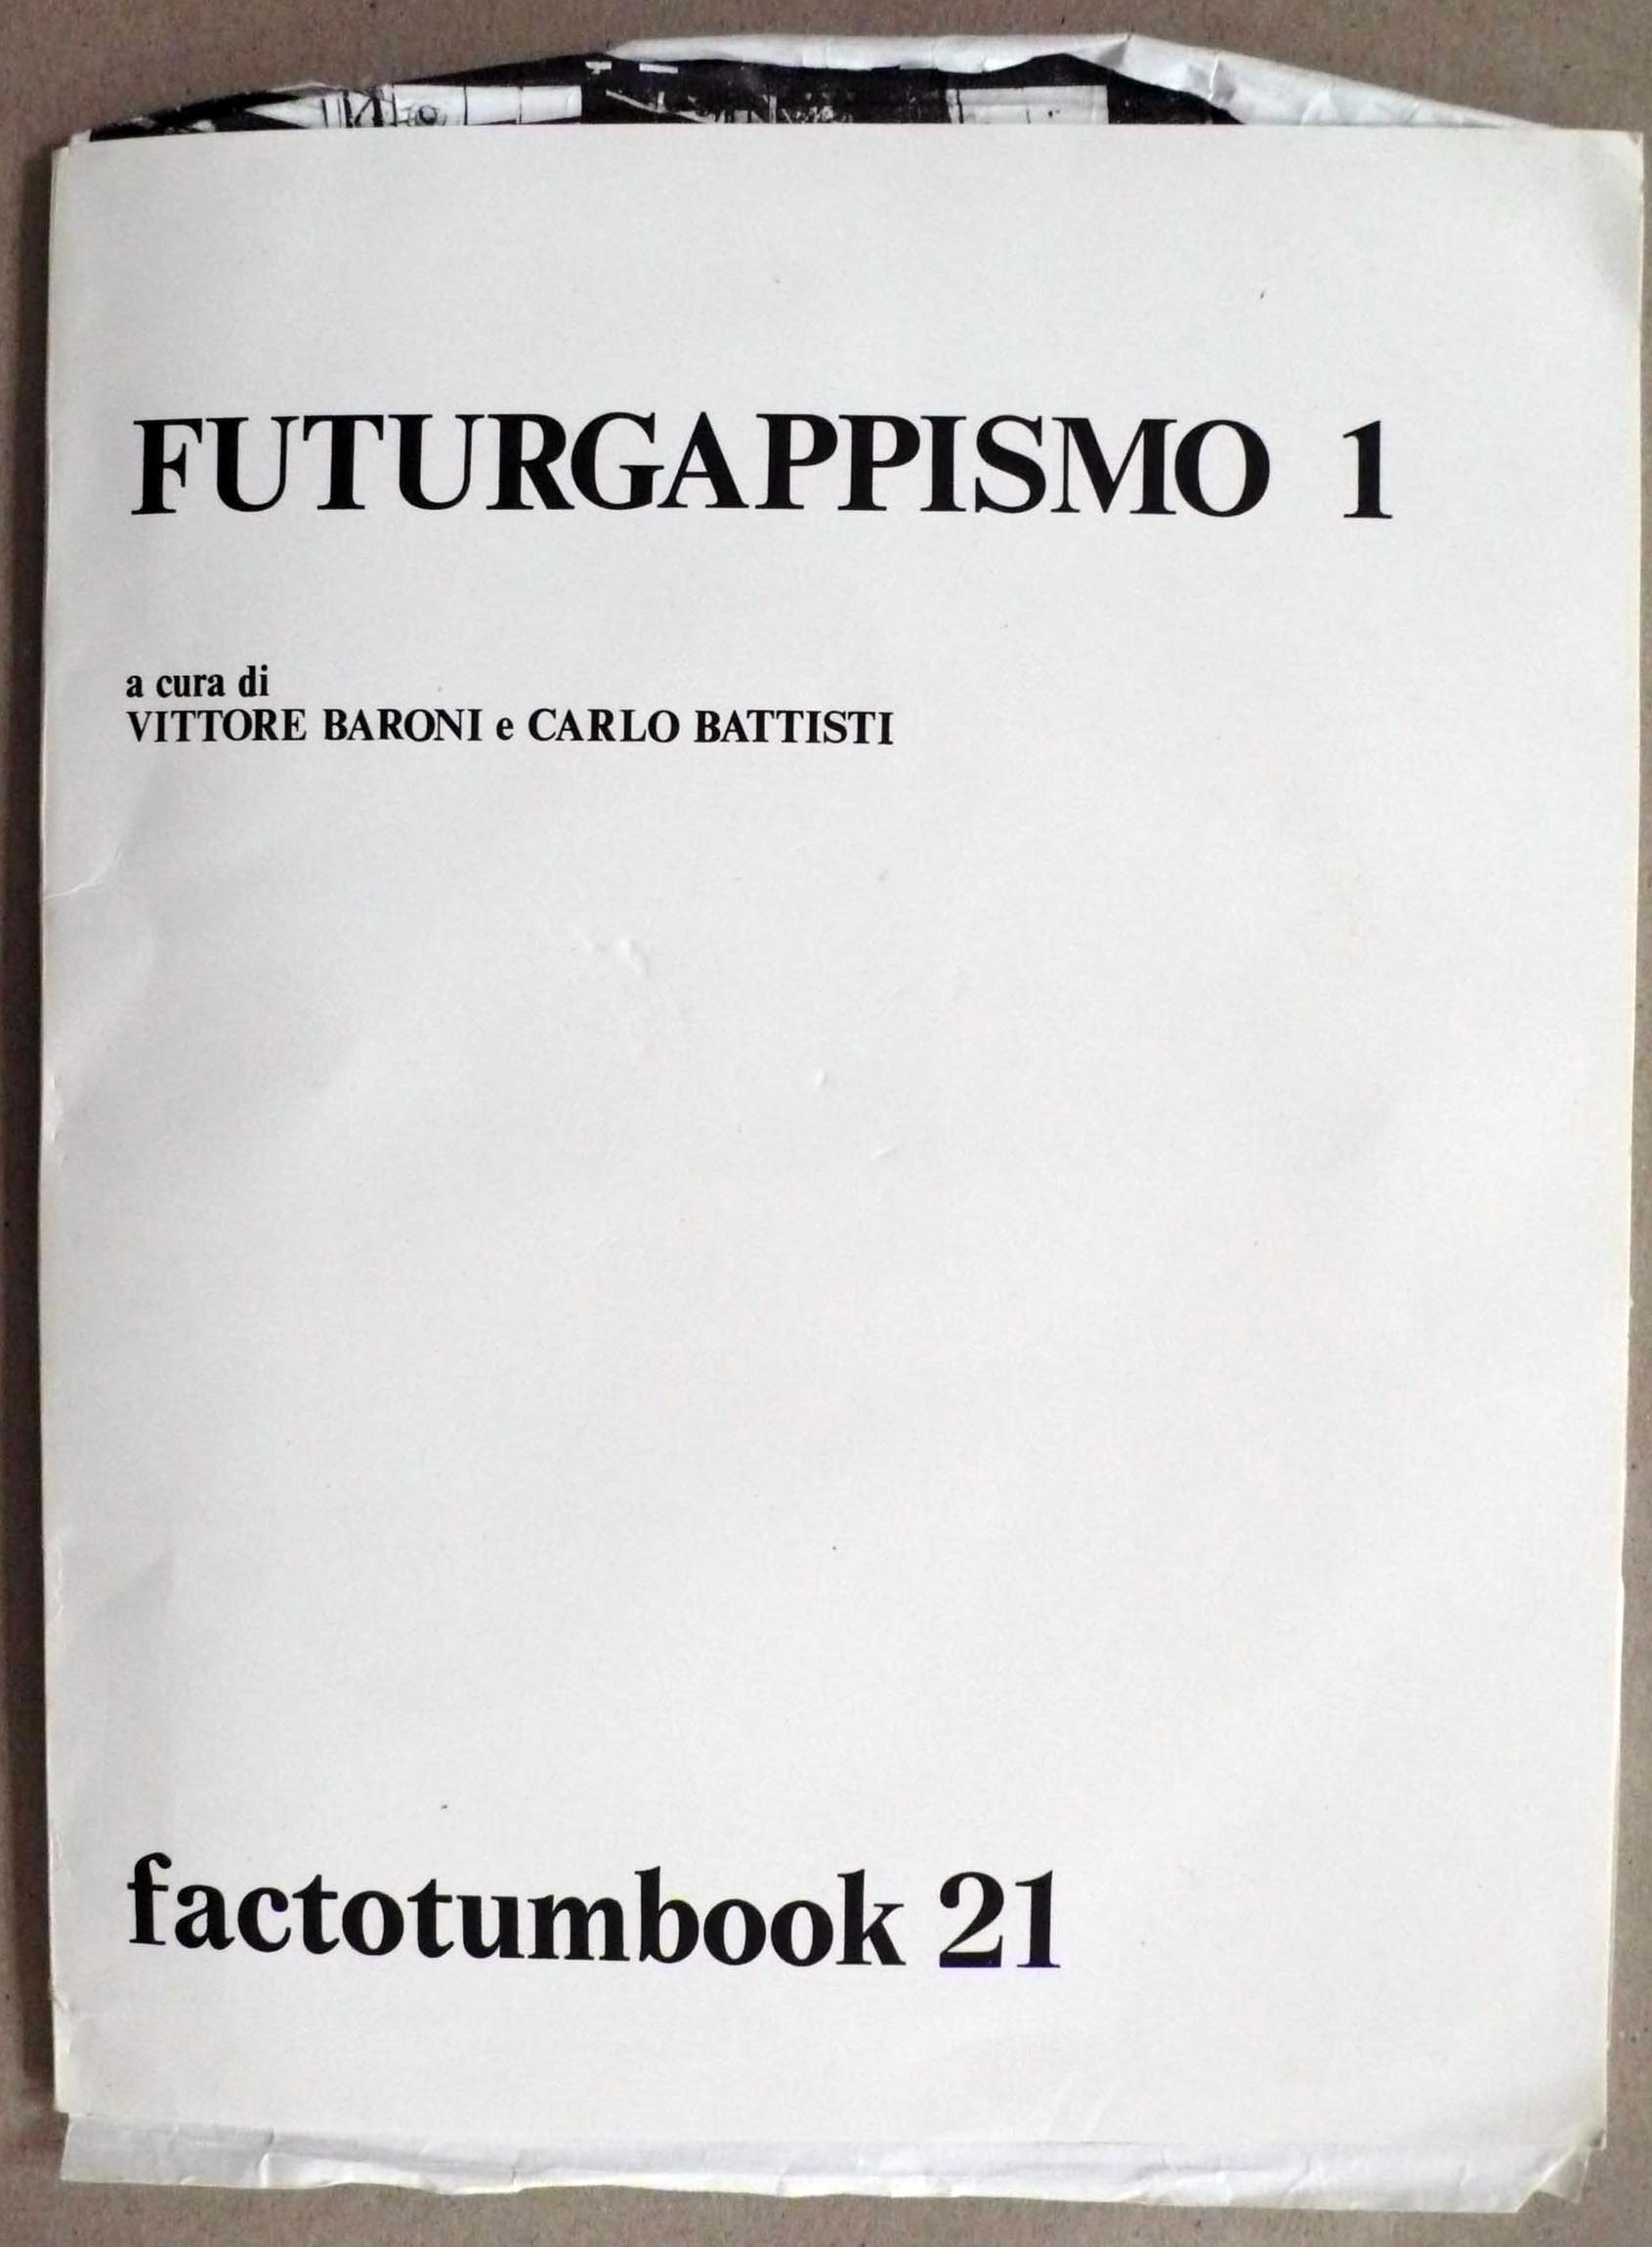 FUTURGAPPISMO 1
a cura di
VITTORE BARONI e CARLO BATTISTI
factotumbook 21